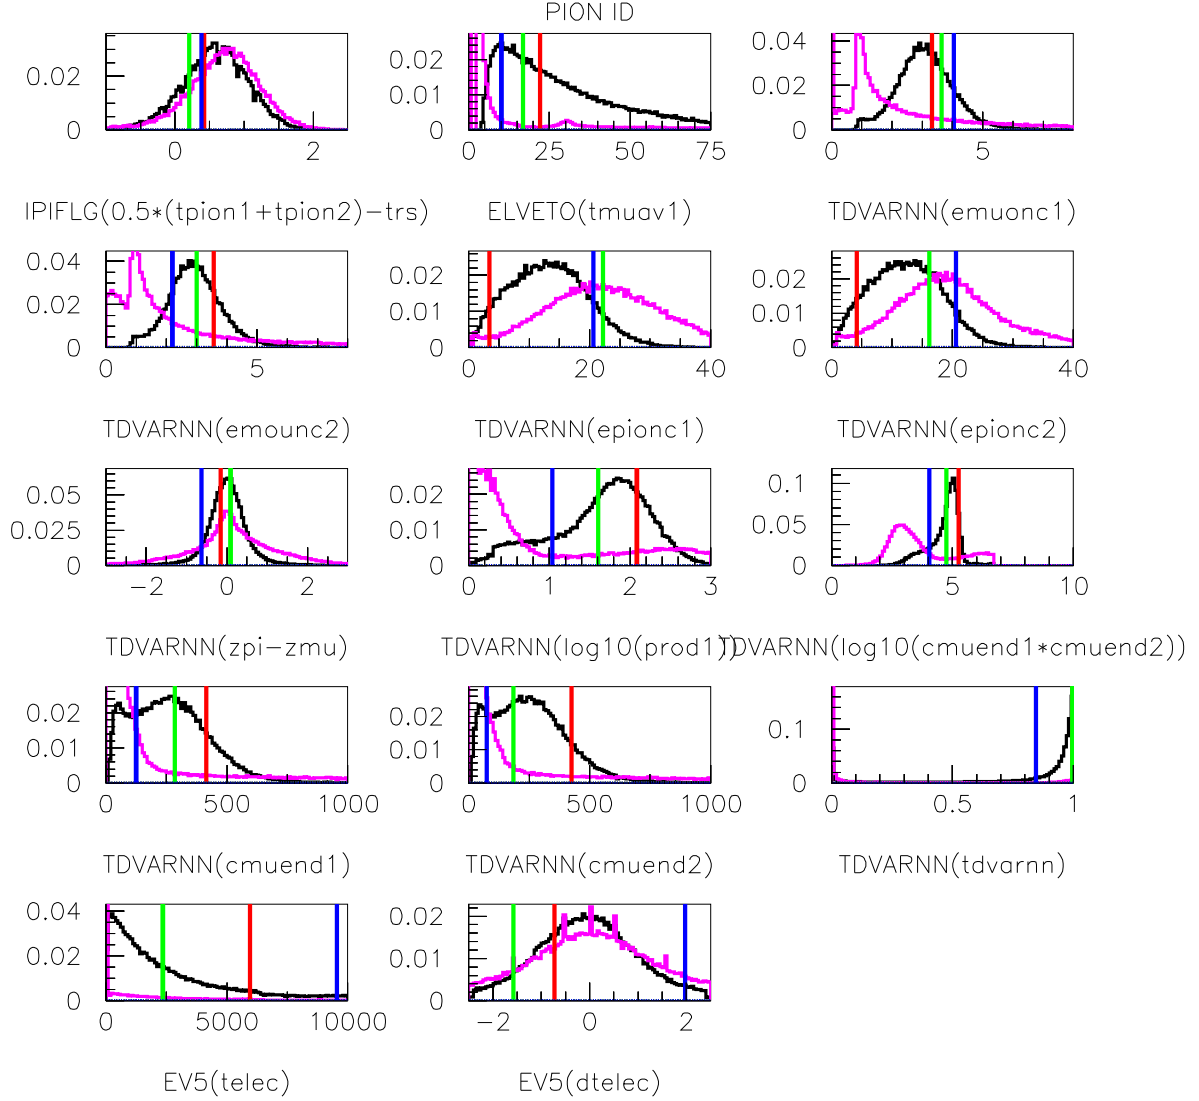 PION ID
0.02
0
0 2
0.02
0.01
0
0 25 50 75
0.04
0.02
0
0 5
IPIFLG(0.5*(tpion1+tpion2)−trs) ELVETO(tmuav1) TDVARNN(emuonc1)
0.04
0.02
0
0 5
0.02
0.01
0
0 20 40
0.02
0.01
0
0 20 40
TDVARNN(emounc2) TDVARNN(epionc1) TDVARNN(epionc2)
0.05
0.025
0
−2 0 2
0.02
0.01
0
0 1 2 3
0.1
0.05
0
0 5 10
TDVARNN(zpi−zmu) TDVARNN(log10(prod1)) TDVARNN(log10(cmuend1*cmuend2))
0.02
0.01
0
0 500 1000
0.02
0.01
0
0 500 1000
0.1
0
0 0.5 1
TDVARNN(cmuend1) TDVARNN(cmuend2) TDVARNN(tdvarnn)
0.04
0.02
0
0 5000 10000
0.02
0.01
0
−2 0 2
EV5(telec) EV5(dtelec)